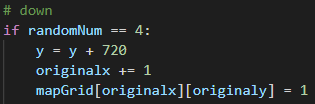 # down
if randomNum == 4:
    y = y + 720
    originalx += 1
    mapGrid[originalx][originaly] = 1